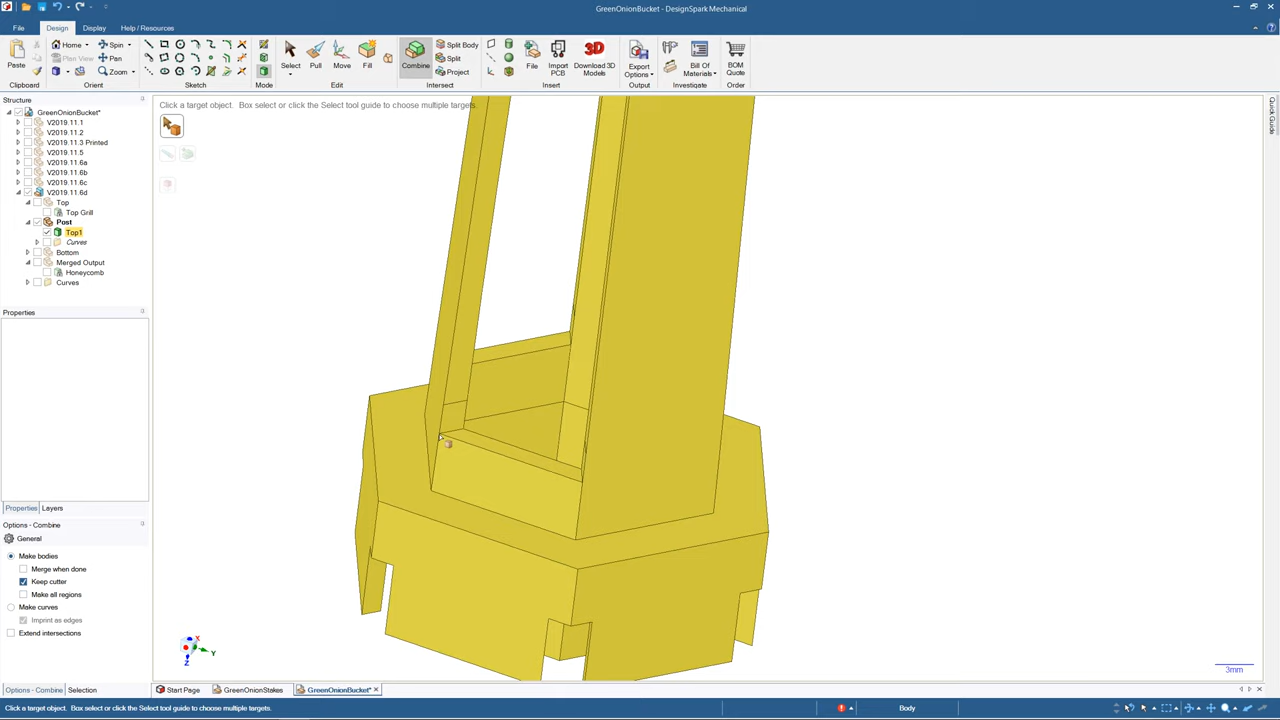 GreenOnionBucket - DesignSpark Mechanical
File Design Display Help / Resources
Home Spin
Plan View Pan
Zoom
Paste
Select Pull Move Fill
Combine
Split Body
Split
Project
File Import PCB Download 3D Models
3D
Export Options
Bill Of Materials
BOM Quote
Clipboard Orient Sketch Mode Edit Intersect Insert Output Investigate Order
Structure
Click a target object. Box select or click the Select tool guide to choose multiple targets.
Quick Guide
GreenOnionBucket*
V2019.11.1
V2019.11.2
V2019.11.3 Printed
V2019.11.5
V2019.11.6a
V2019.11.6b
V2019.11.6c
V2019.11.6d
Top
Top Grill
Post
Top1
Curves
Bottom
Merged Output
Honeycomb
Curves
Properties
Properties Layers
Options - Combine
General
Make bodies
Merge when done
Keep cutter
Make all regions
Make curves
Imprint as edges
Extend intersections
X
Y
Z
3mm
Options - Combine Selection
Start Page GreenOnionStakes GreenOnionBucket*
Click a target object. Box select or click the Select tool guide to choose multiple targets.
Body